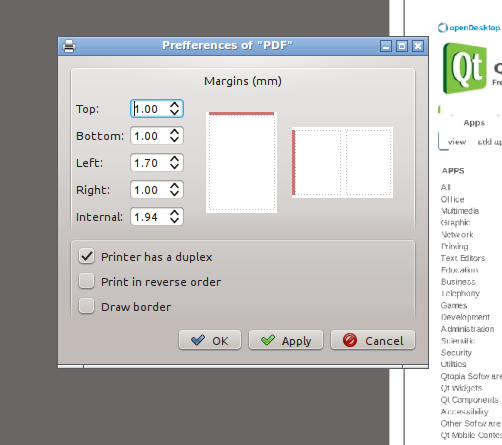 Prefferences of "PDF"
Margins (mm)
Top: 1.00
Bottom: 1.00
Left: 1.70
Right: 1.00
Internal: 1.94
Printer has a duplex
Print in reverse order
Draw border
OK Apply Cancel
openDesktop.
Qt
Apps
view add
APPS
All
Office
Multimedia
Graphic
Network
Printing
Text Editors
Education
Business
Telephony
Games
Development
Administration
Scientific
Security
Utilities
Qtopia Software
Qt Widgets
Qt Components
Accessibility
Other Software
Qt Mobile Contes